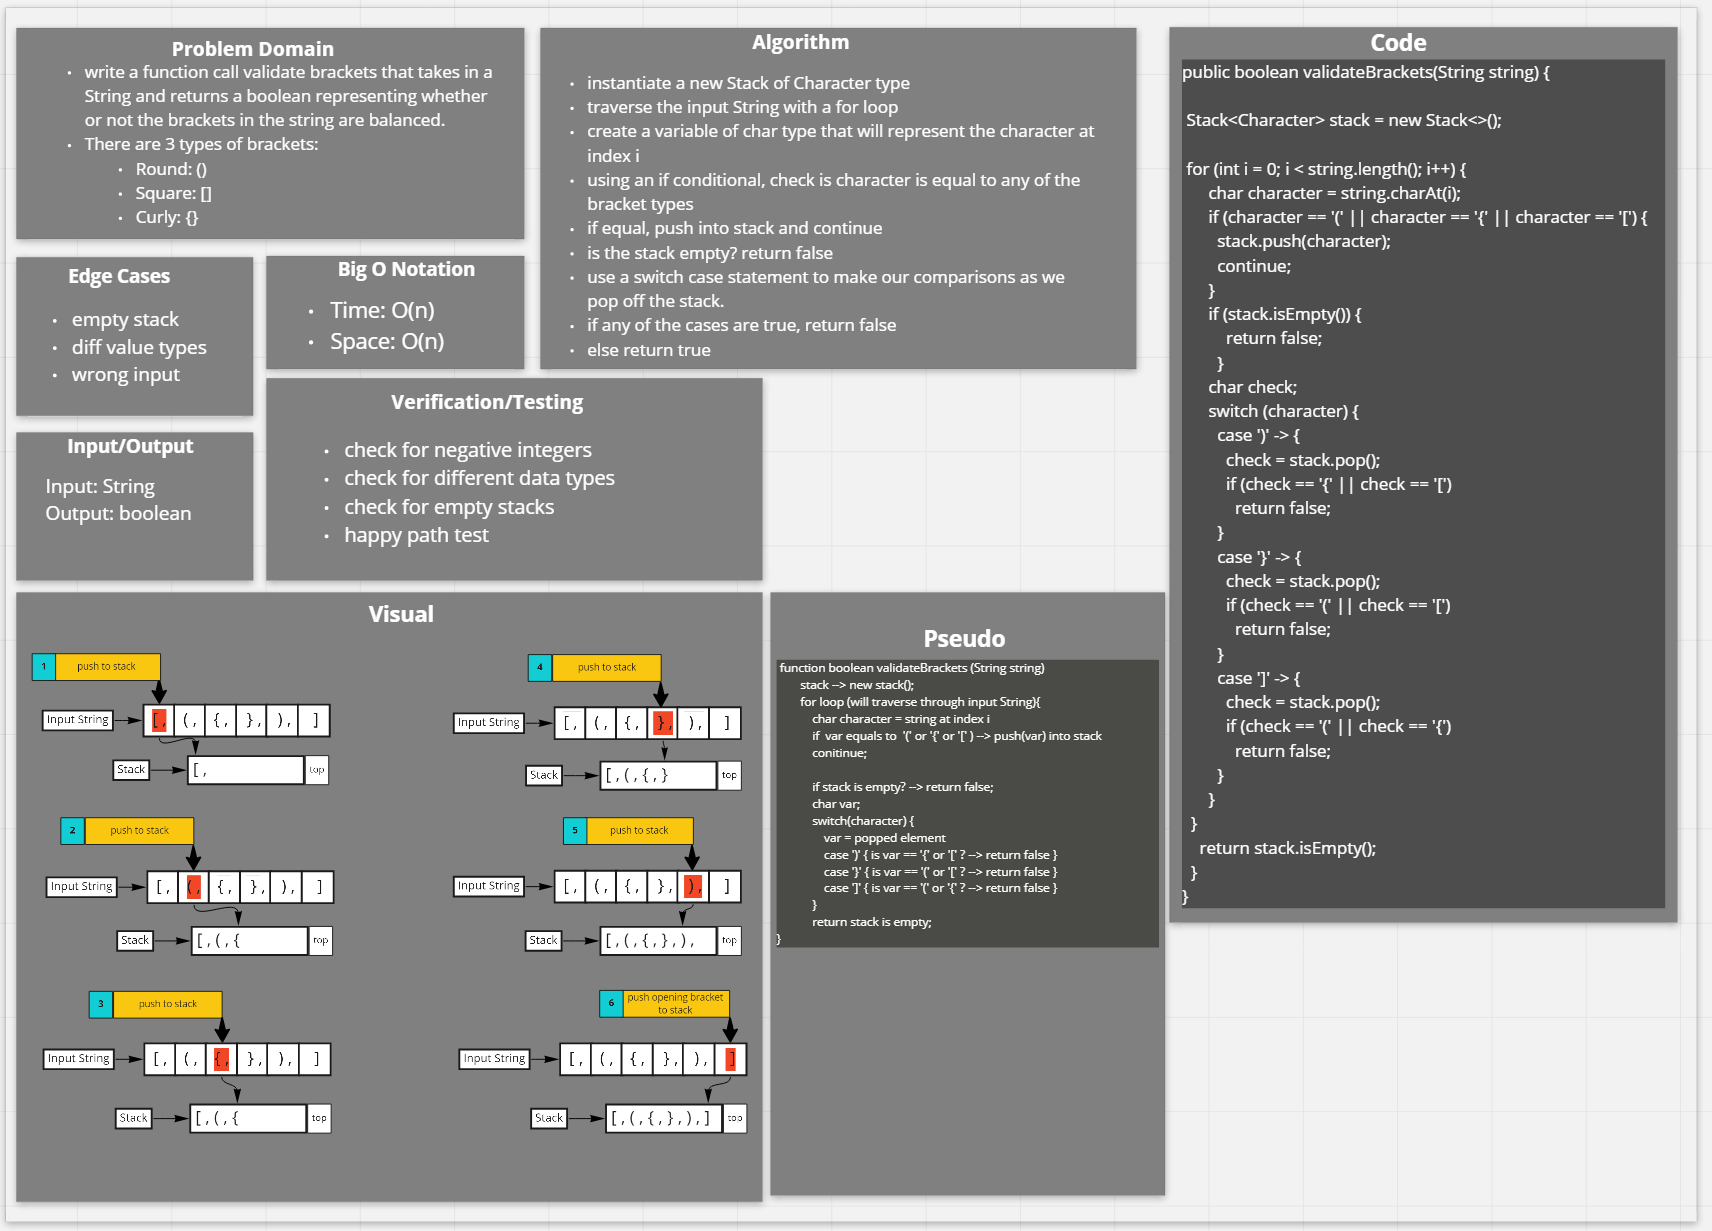 Problem Domain
• write a function call validate brackets that takes in a
String and returns a boolean representing whether
or not the brackets in the string are balanced.
• There are 3 types of brackets:
• Round: ()
• Square: []
• Curly: {}
Edge Cases
• empty stack
• diff value types
• wrong input
Big O Notation
• Time: O(n)
• Space: O(n)
Input/Output
Input: String
Output: boolean
Verification/Testing
• check for negative integers
• check for different data types
• check for empty stacks
• happy path test
Algorithm
• instantiate a new Stack of Character type
• traverse the input String with a for loop
• create a variable of char type that will represent the character at
index i
• using an if conditional, check is character is equal to any of the
bracket types
• if equal, push into stack and continue
• is the stack empty? return false
• use a switch case statement to make our comparisons as we
pop off the stack.
• if any of the cases are true, return false
• else return true
Code
public boolean validateBrackets(String string) {
Stack<Character> stack = new Stack<>();
for (int i = 0; i < string.length(); i++) {
char character = string.charAt(i);
if (character == '(' || character == '{' || character == '[') {
stack.push(character);
continue;
}
if (stack.isEmpty()) {
return false;
}
char check;
switch (character) {
case ')' -> {
check = stack.pop();
if (check == '{' || check == '[')
return false;
}
case '}' -> {
check = stack.pop();
if (check == '(' || check == '[')
return false;
}
case ']' -> {
check = stack.pop();
if (check == '(' || check == '{')
return false;
}
}
}
return stack.isEmpty();
}
}
Visual
1 push to stack
Input String [, (, {, }, ), ]
Stack [, top
2 push to stack
Input String [, (, {, }, ), ]
Stack [,(,{ top
3 push to stack
Input String [, (, {, }, ), ]
Stack [,(,{ top
4 push to stack
Input String [, (, {, }, ), ]
Stack [,(,{,} top
5 push to stack
Input String [, (, {, }, ), ]
Stack [,(,{,},), top
6 push opening bracket
to stack
Input String [, (, {, }, ), ]
Stack [,(,{,},),] top
Pseudo
function boolean validateBrackets (String string)
stack --> new stack();
for loop (will traverse through input String){
char character = string at index i
if var equals to '(' or '{' or '[' ) --> push(var) into stack
conitinue;
if stack is empty? --> return false;
char var;
switch(character) {
var = popped element
case ')' { is var == '{' or '[' ? --> return false }
case '}' { is var == '(' or '[' ? --> return false }
case ']' { is var == '(' or '{' ? --> return false }
}
return stack is empty;
}